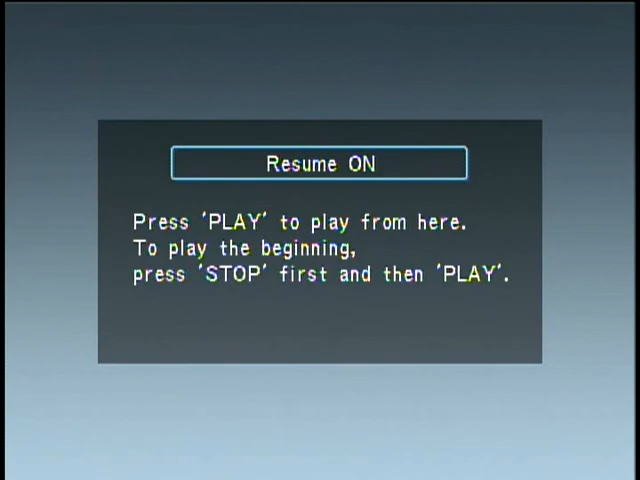 Resume ON
Press 'PLAY' to play from here.
To play the beginning,
press 'STOP' first and then 'PLAY'.